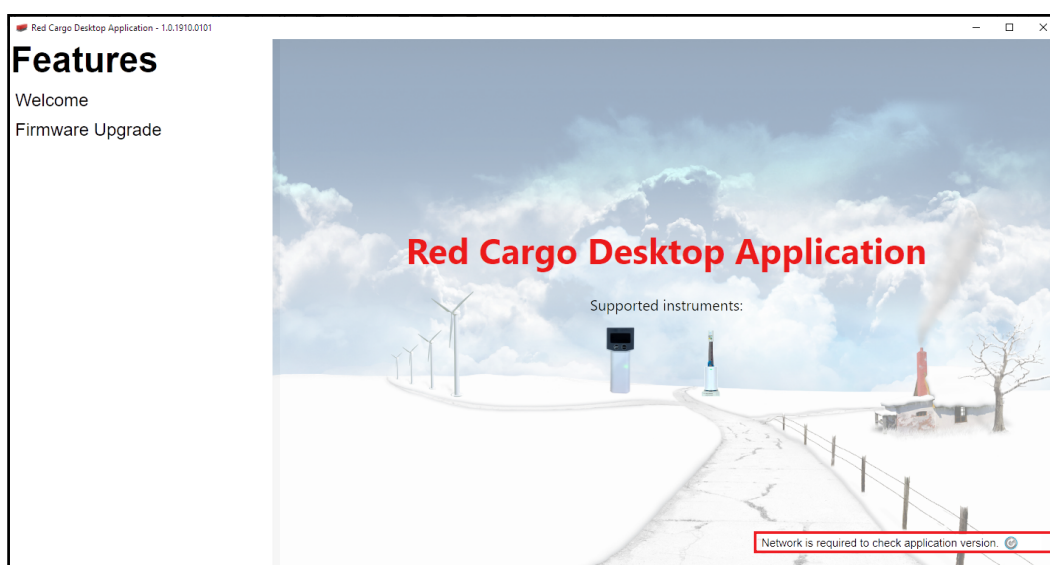 Red Cargo Desktop Application - 1.0.1910.0101
Features
Welcome
Firmware Upgrade
Red Cargo Desktop Application
Supported instruments:
Network is required to check application version.